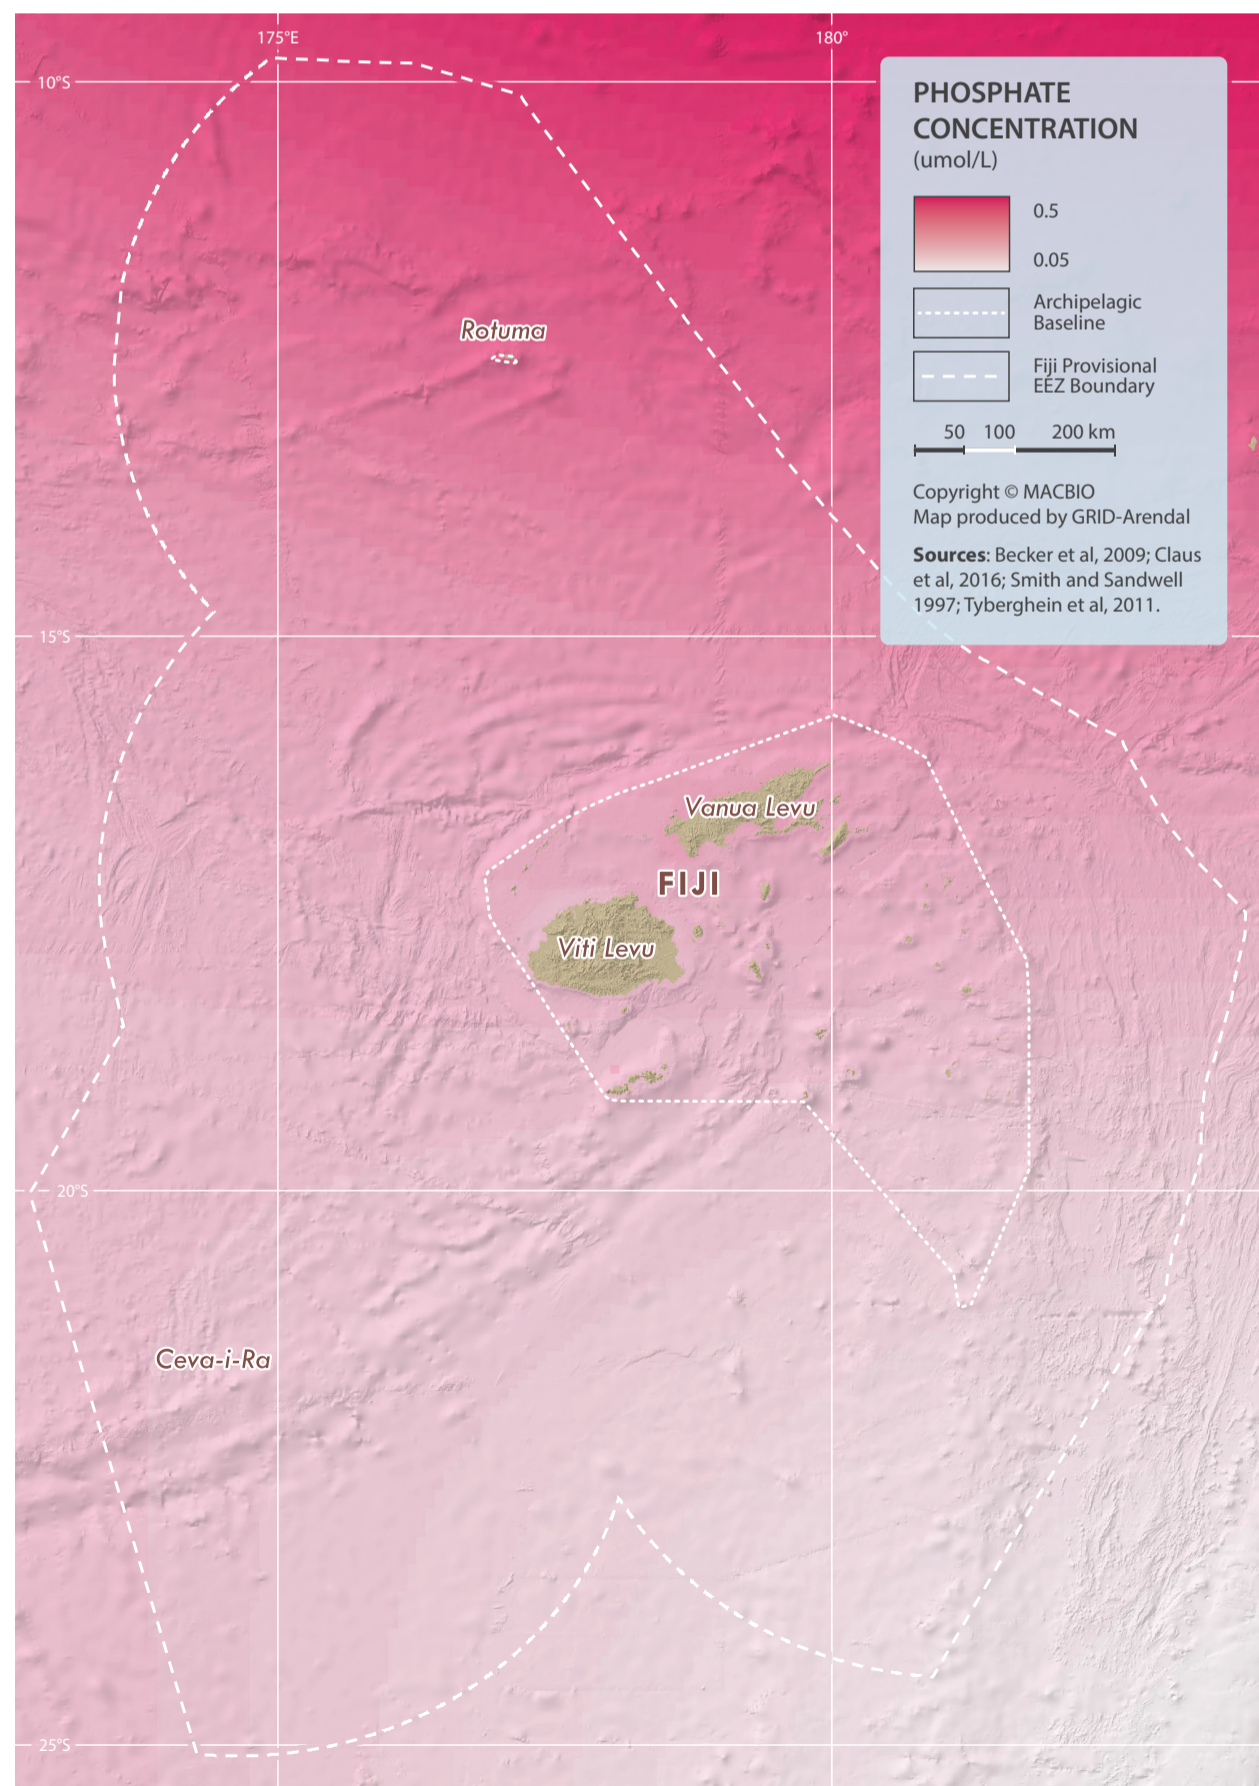 175°E
180°
10°S
PHOSPHATE
CONCENTRATION
(umol/L)
0.5
0.05
Archipelagic
Baseline
Fiji Provisional
EEZ Boundary
50 100 200 km
Copyright © MACBIO
Map produced by GRID-Arendal
Sources: Becker et al, 2009; Claus
et al, 2016; Smith and Sandwell
1997; Tyberghein et al, 2011.
Rotuma
15°S
Vanua Levu
FIJI
Viti Levu
20°S
Ceva-i-Ra
25°S